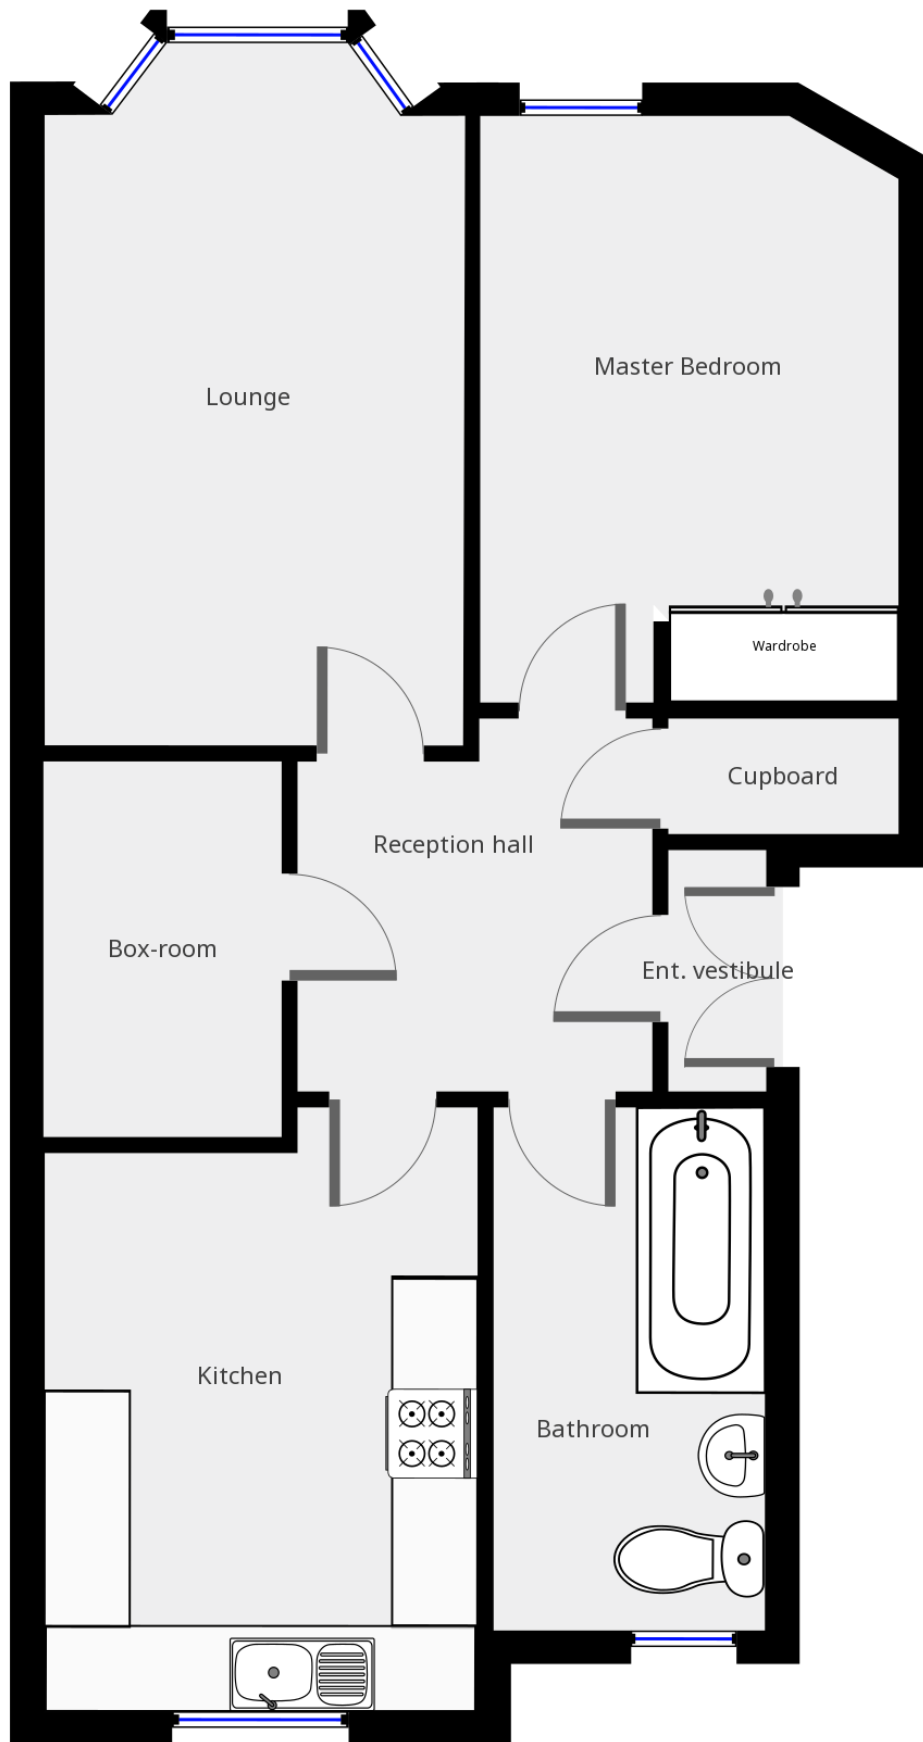 Master Bedroom
Lounge
Wardrobe
Cupboard
Reception hall
Box-room
Ent. vestibule
Kitchen
Bathroom